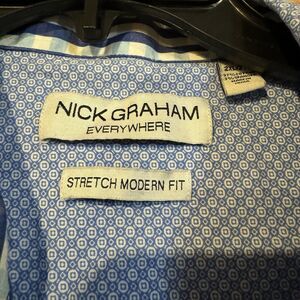 NICK GRAHAM
EVERYWHERE
STRETCH MODERN FIT